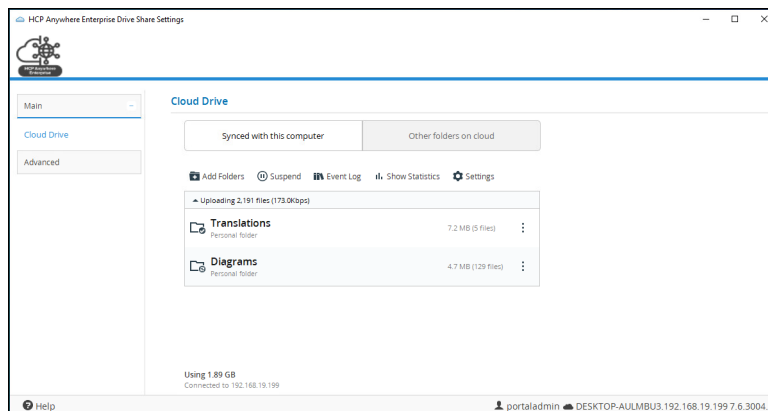 HCP Anywhere Enterprise Drive Share Settings
HCP Anywhere
Enterprise
Main
Cloud Drive
Advanced
Cloud Drive
Synced with this computer
Other folders on cloud
Add Folders
Suspend
Event Log
Show Statistics
Settings
Uploading 2,191 files (173.0Kbps)
Translations
7.2 MB (5 files)
Personal folder
Diagrams
4.7 MB (129 files)
Personal folder
Using 1.89 GB
Connected to 192.168.19.199
Help
portaladmin
DESKTOP-AULMBU3.192.168.19.199 7.6.3004.